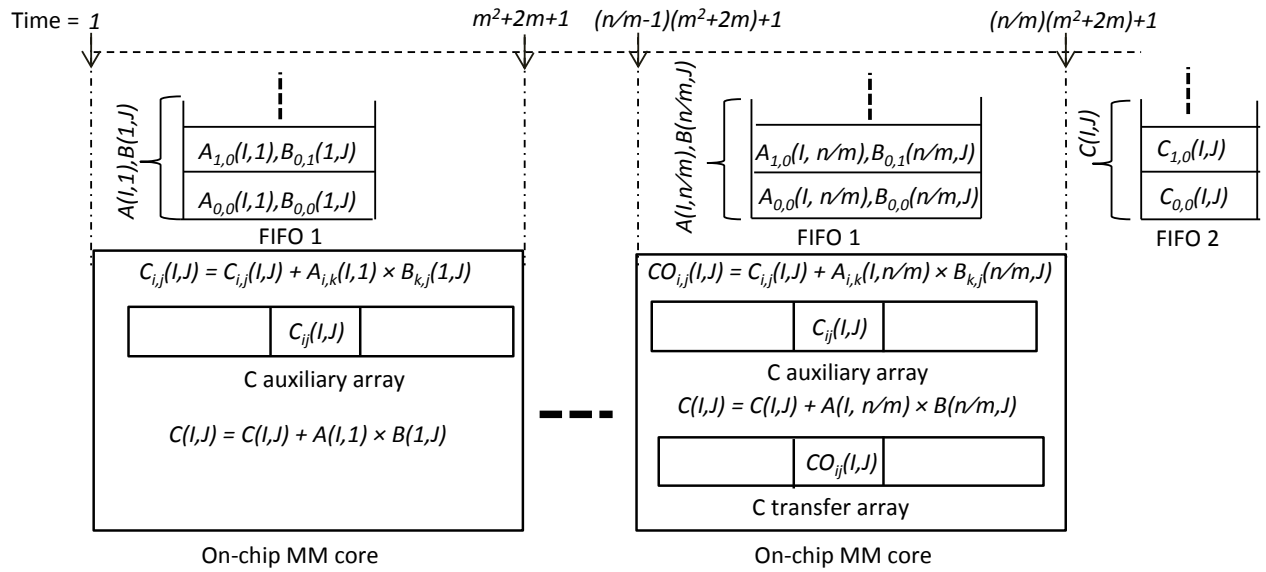 Time = 1
m²+2m+1
(n/m-1)(m²+2m)+1
(n/m)(m²+2m)+1
A(I,1),B(1,J)
A₁,₀(I,1),B₀,₁(1,J)
A₀,₀(I,1),B₀,₀(1,J)
FIFO 1
A(I,n/m),B(n/m,J)
A₁,₀(I, n/m),B₀,₁(n/m,J)
A₀,₀(I, n/m),B₀,₀(n/m,J)
FIFO 1
C(I,J)
C₁,₀(I,J)
C₀,₀(I,J)
FIFO 2
Cᵢ,ⱼ(I,J) = Cᵢ,ⱼ(I,J) + Aᵢ,ₖ(I,1) × Bₖ,ⱼ(1,J)
Cᵢⱼ(I,J)
C auxiliary array
C(I,J) = C(I,J) + A(I,1) × B(1,J)
On-chip MM core
COᵢ,ⱼ(I,J) = Cᵢ,ⱼ(I,J) + Aᵢ,ₖ(I,n/m) × Bₖ,ⱼ(n/m,J)
Cᵢⱼ(I,J)
C auxiliary array
C(I,J) = C(I,J) + A(I, n/m) × B(n/m,J)
COᵢⱼ(I,J)
C transfer array
On-chip MM core